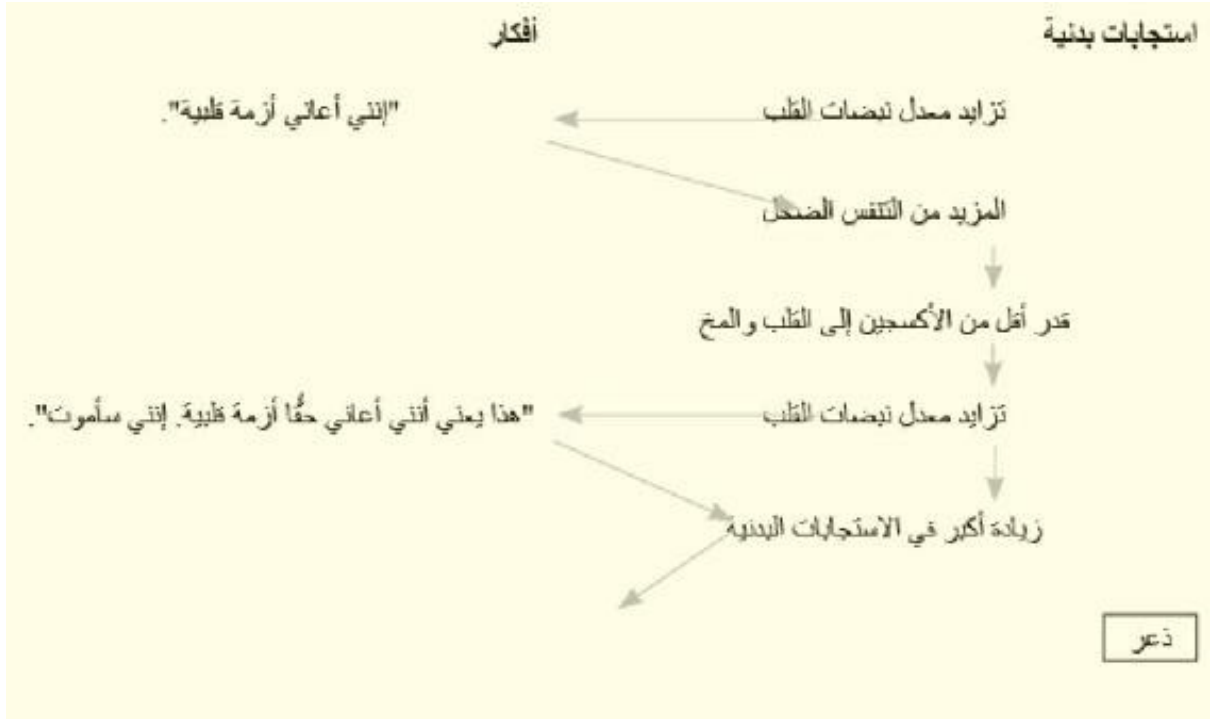 استجابات بدنية
أفكار
تزايد معدل نبضات القلب
"إنني أعاني أزمة قلبية".
المزيد من التنفس الضحل
قدر أقل من الأكسجين إلى القلب والمخ
تزايد معدل نبضات القلب
"هذا يعني أنني أعاني حقًّا أزمة قلبية. إنني سأموت".
زيادة أكبر في الاستجابات البدنية
ذعر